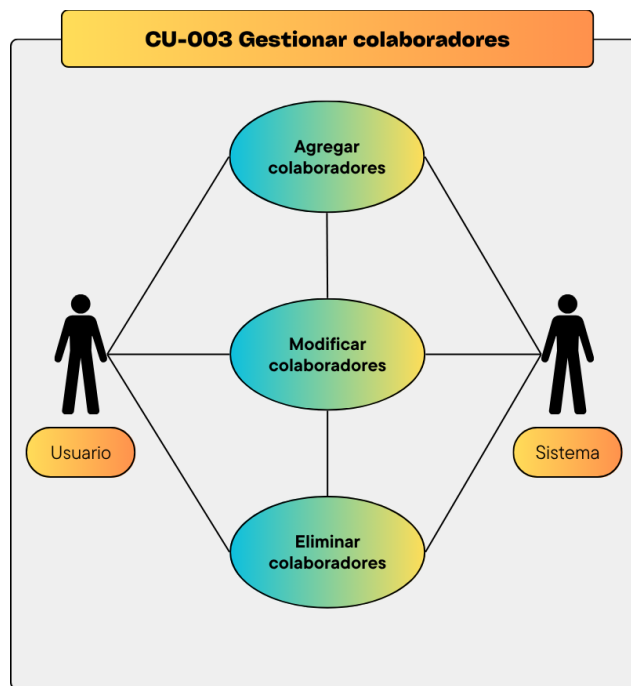 CU-003 Gestionar colaboradores
Agregar
colaboradores
Modificar
colaboradores
Usuario
Sistema
Eliminar
colaboradores